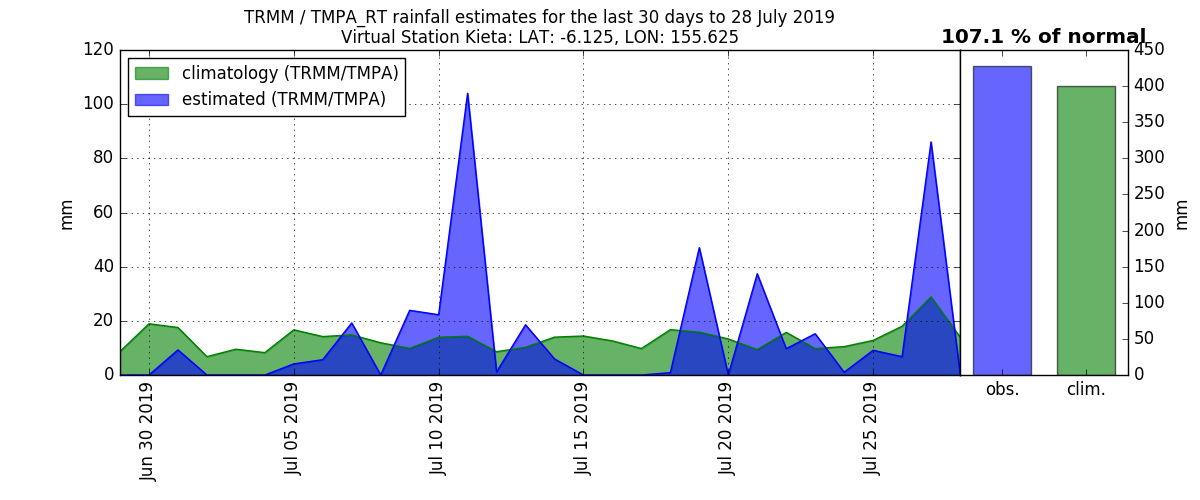 TRMM / TMPA_RT rainfall estimates for the last 30 days to 28 July 2019
Virtual Station Kieta: LAT: -6.125, LON: 155.625
107.1 % of normal
climatology (TRMM/TMPA)
estimated (TRMM/TMPA)
mm
120
100
80
60
40
20
0
Jun 30 2019
Jul 05 2019
Jul 10 2019
Jul 15 2019
Jul 20 2019
Jul 25 2019
450
400
350
300
250
200
150
100
50
0
mm
obs.
clim.